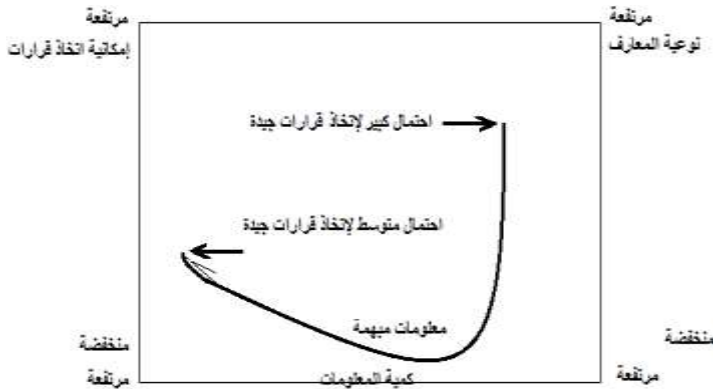 مرتفعة
مرتفعة
نوعية المعارف
إمكانية اتخاذ قرارات
احتمال كبير لإتخاذ قرارات جيدة
احتمال متوسط لإتخاذ قرارات جيدة
معلومات مبهمة
منخفضة
منخفضة
مرتفعة
كمية المعلومات
مرتفعة